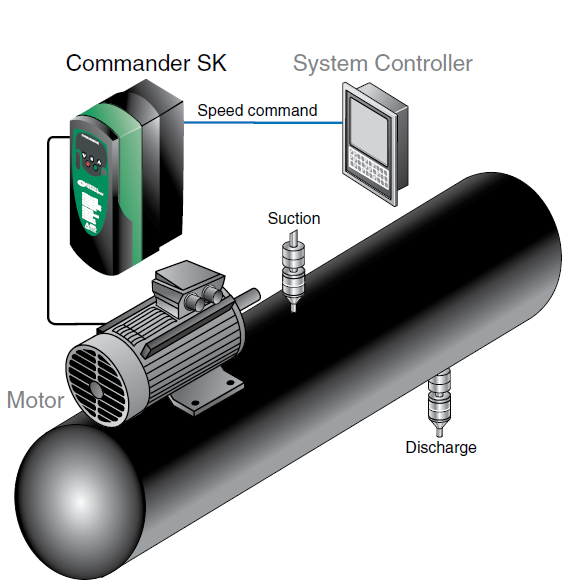 Commander SK
System Controller
Speed command
Suction
Motor
Discharge